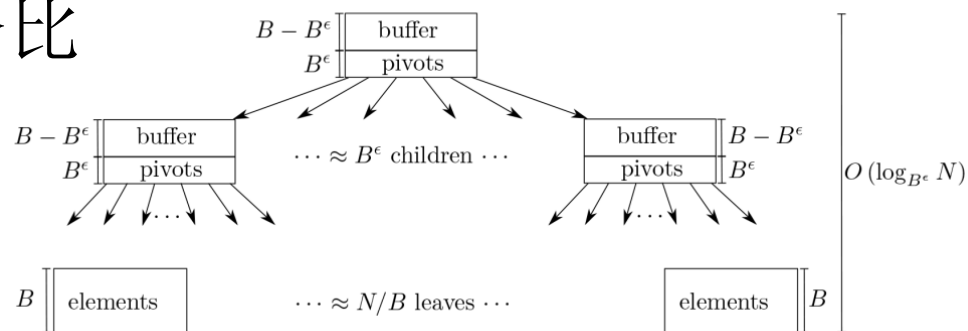 比
B − B^ϵ buffer
B^ϵ pivots
B − B^ϵ buffer buffer B − B^ϵ
··· ≈ B^ϵ children ···
B^ϵ pivots pivots B^ϵ
O (log_{B^ϵ} N)
··· ···
B elements ··· ≈ N/B leaves ··· elements B